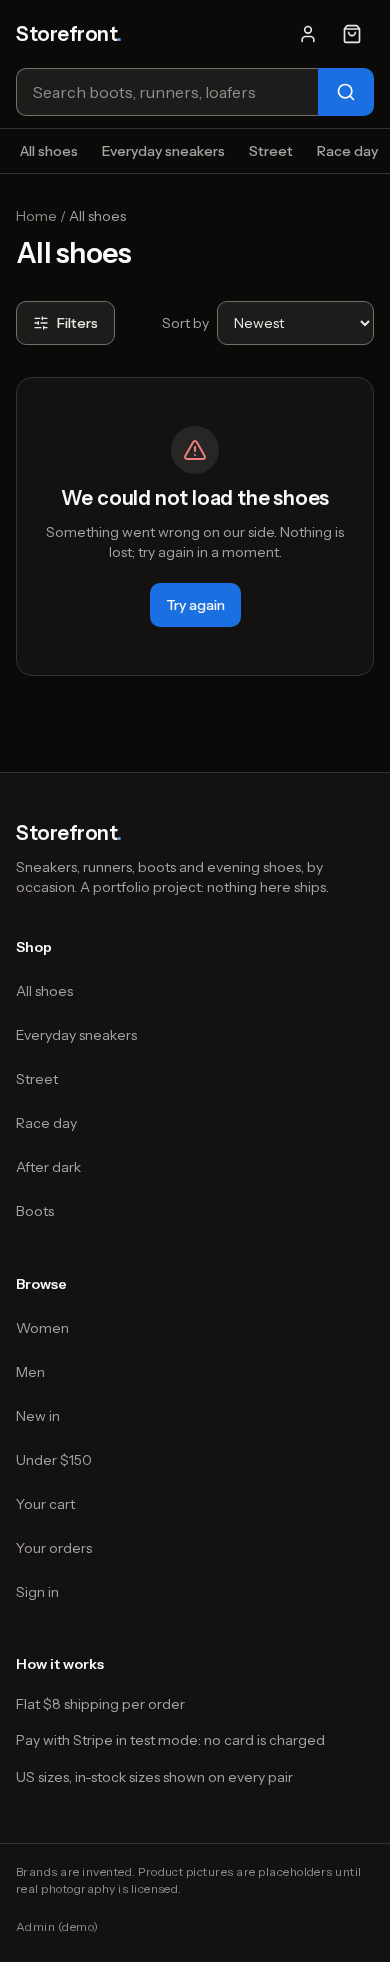 Storefront.
Search boots, runners, loafers
All shoes Everyday sneakers Street Race day
Home / All shoes
All shoes
Filters Sort by Newest
We could not load the shoes
Something went wrong on our side. Nothing is
lost; try again in a moment.
Try again
Storefront.
Sneakers, runners, boots and evening shoes, by
occasion. A portfolio project: nothing here ships.
Shop
All shoes
Everyday sneakers
Street
Race day
After dark
Boots
Browse
Women
Men
New in
Under $150
Your cart
Your orders
Sign in
How it works
Flat $8 shipping per order
Pay with Stripe in test mode: no card is charged
US sizes, in-stock sizes shown on every pair
Brands are invented. Product pictures are placeholders until
real photography is licensed.
Admin (demo)